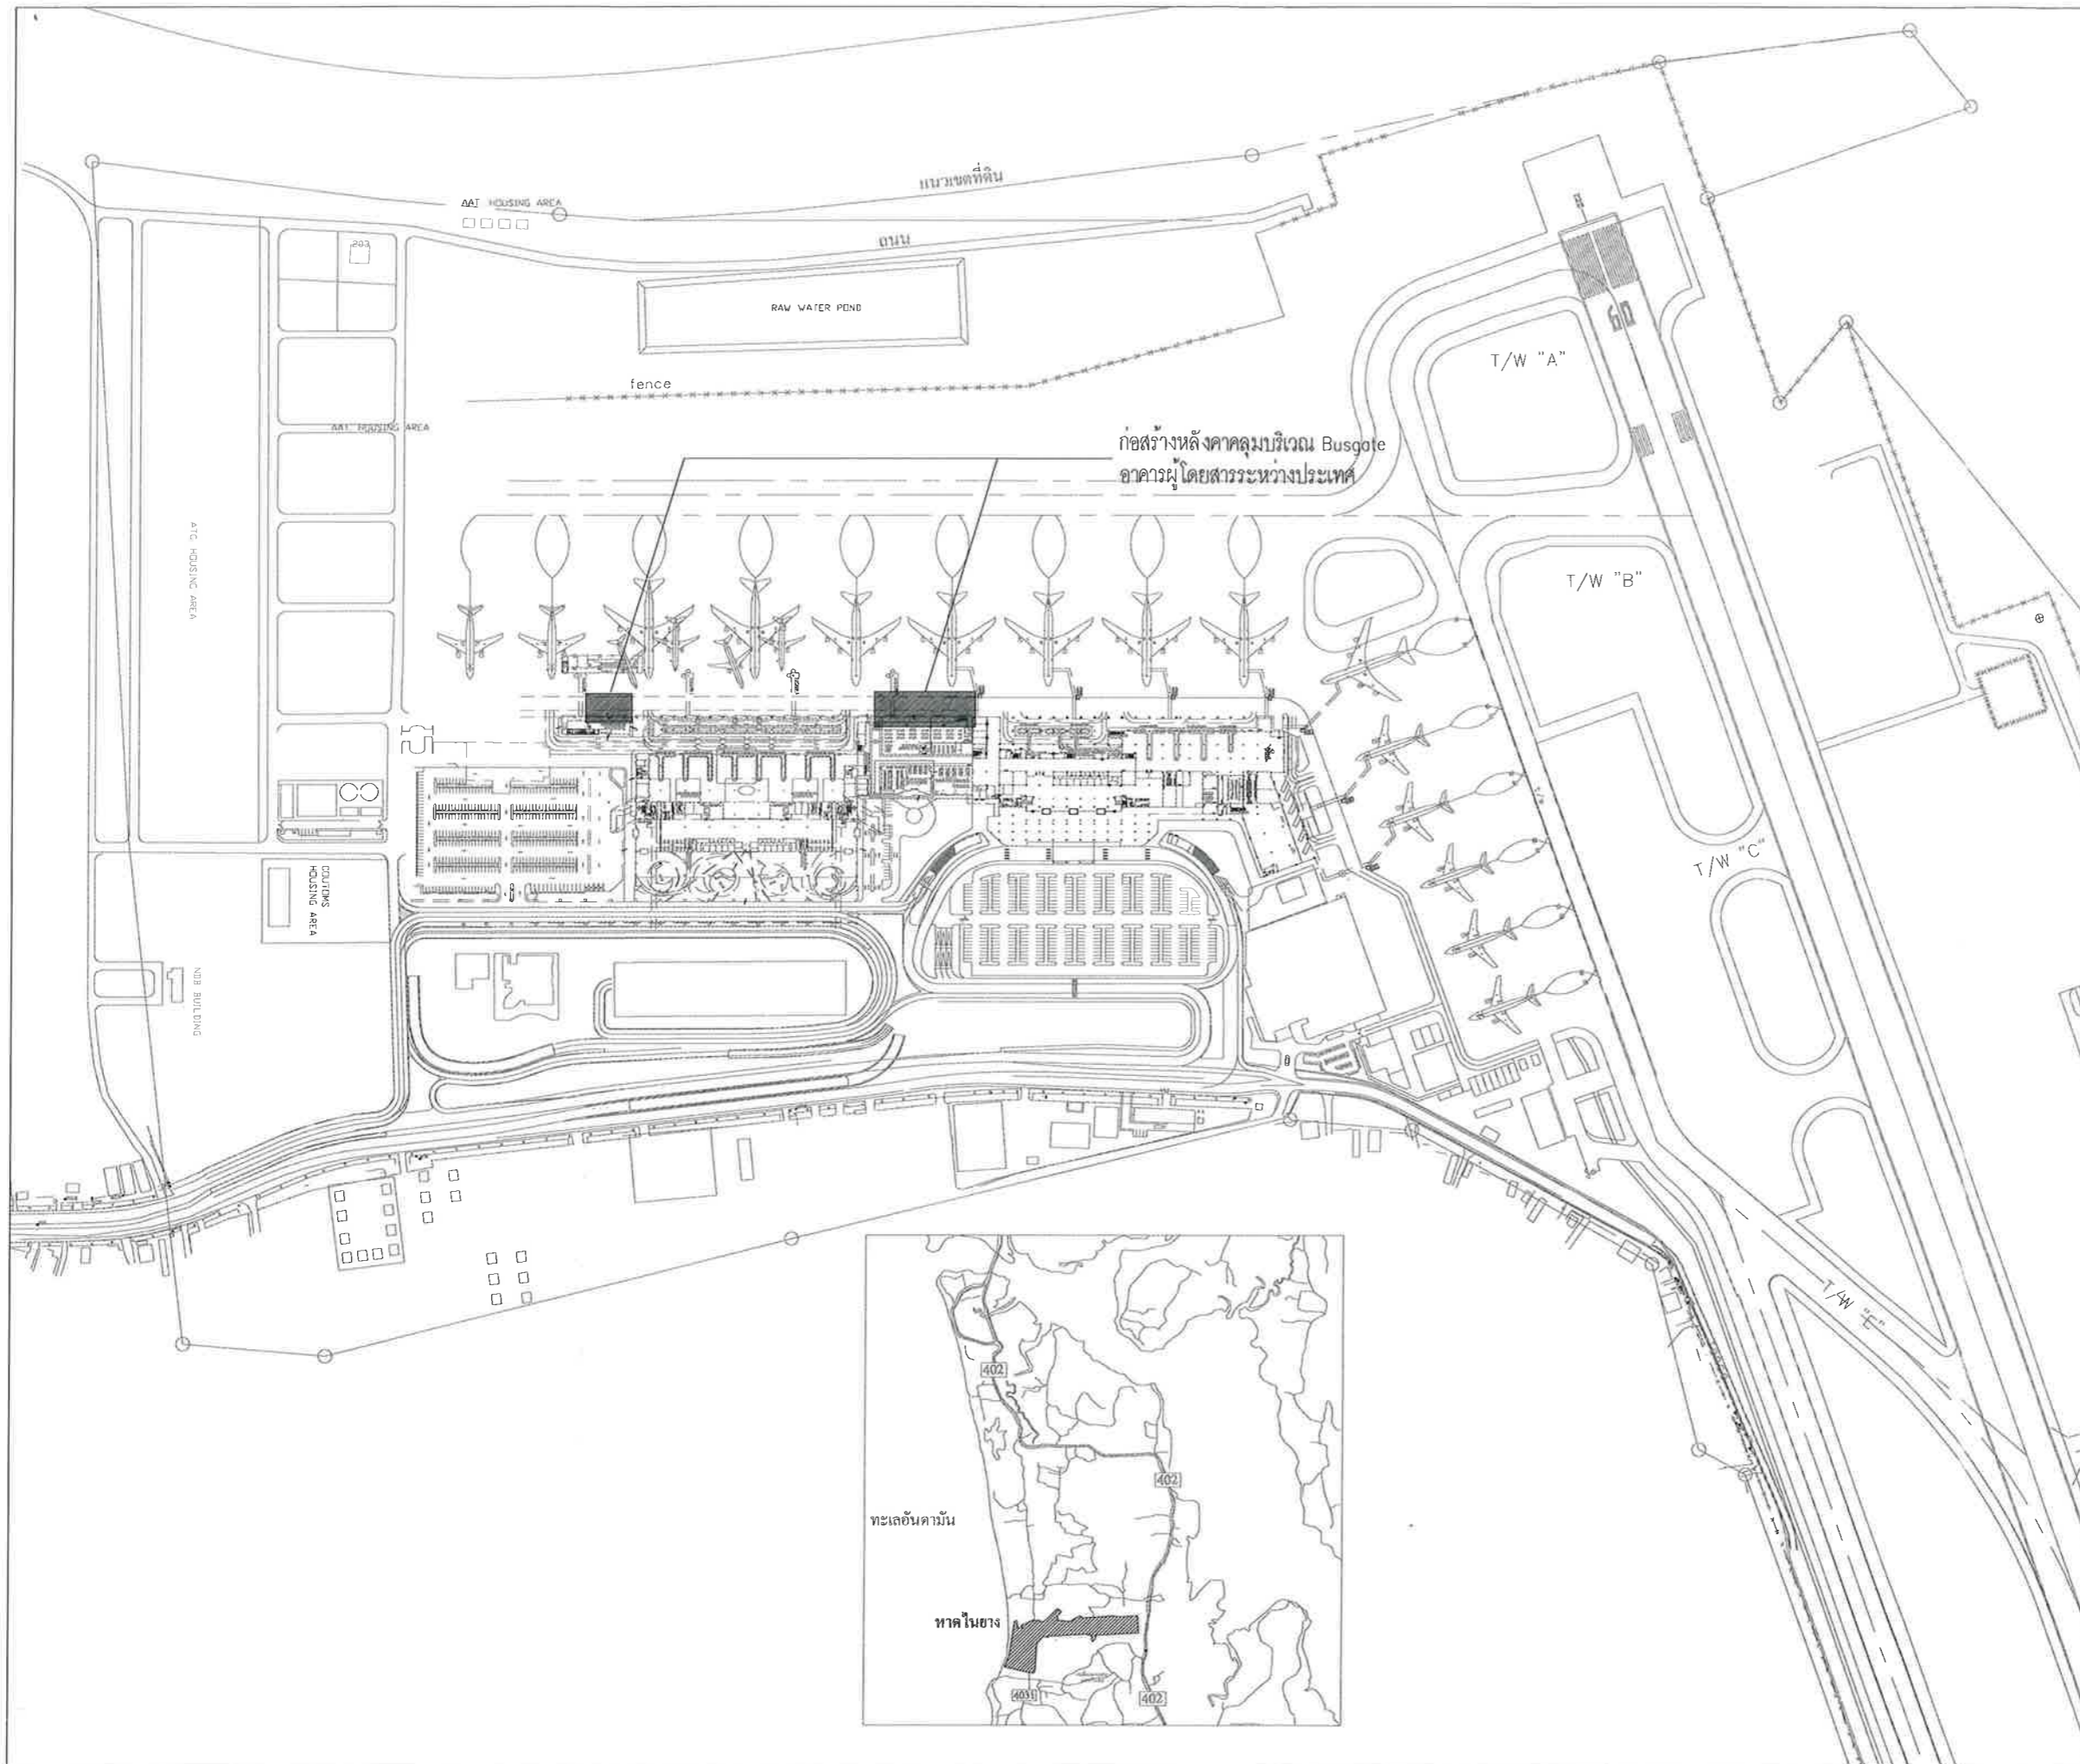 แนวเขตที่ดิน
AAT HOUSING AREA
ถนน
RAW WATER POND
fence
T/W "A"
AAT HOUSING AREA
ก่อสร้างหลังคาคลุมบริเวณ Busgate
อาคารผู้โดยสารระหว่างประเทศ
ATC HOUSING AREA
T/W "B"
T/W "C"
COUTOMS
HOUSING AREA
NDB BUILDING
T/W "E"
402
402
ทะเลอันดามัน
หาดในยาง
4031
402